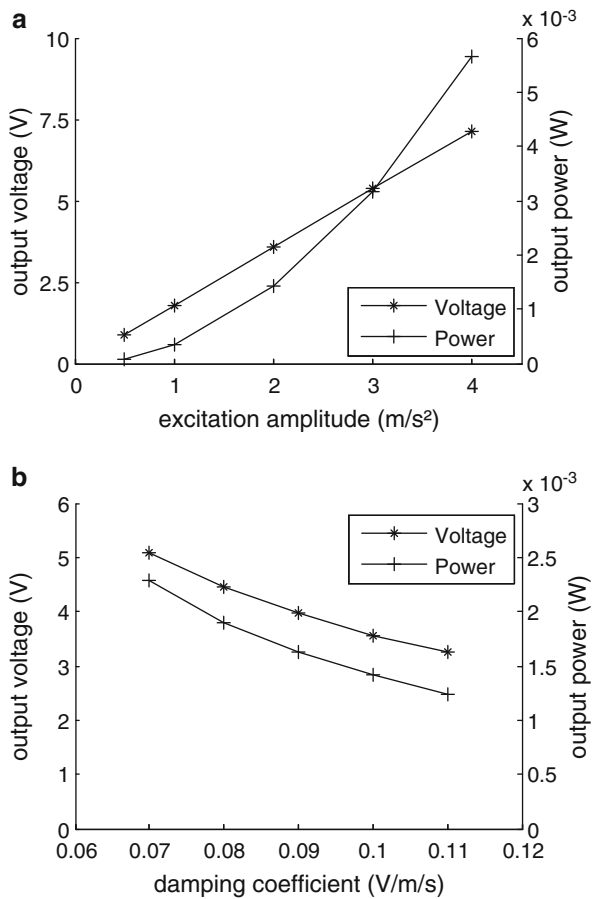 a
x 10⁻³
10
7.5
5
2.5
0
output voltage (V)
6
5
4
3
2
1
0
output power (W)
Voltage
Power
0 1 2 3 4
excitation amplitude (m/s²)
b
x 10⁻³
6
5
4
3
2
1
0
output voltage (V)
3
2.5
2
1.5
1
0.5
0
output power (W)
Voltage
Power
0.06 0.07 0.08 0.09 0.1 0.11 0.12
damping coefficient (V/m/s)